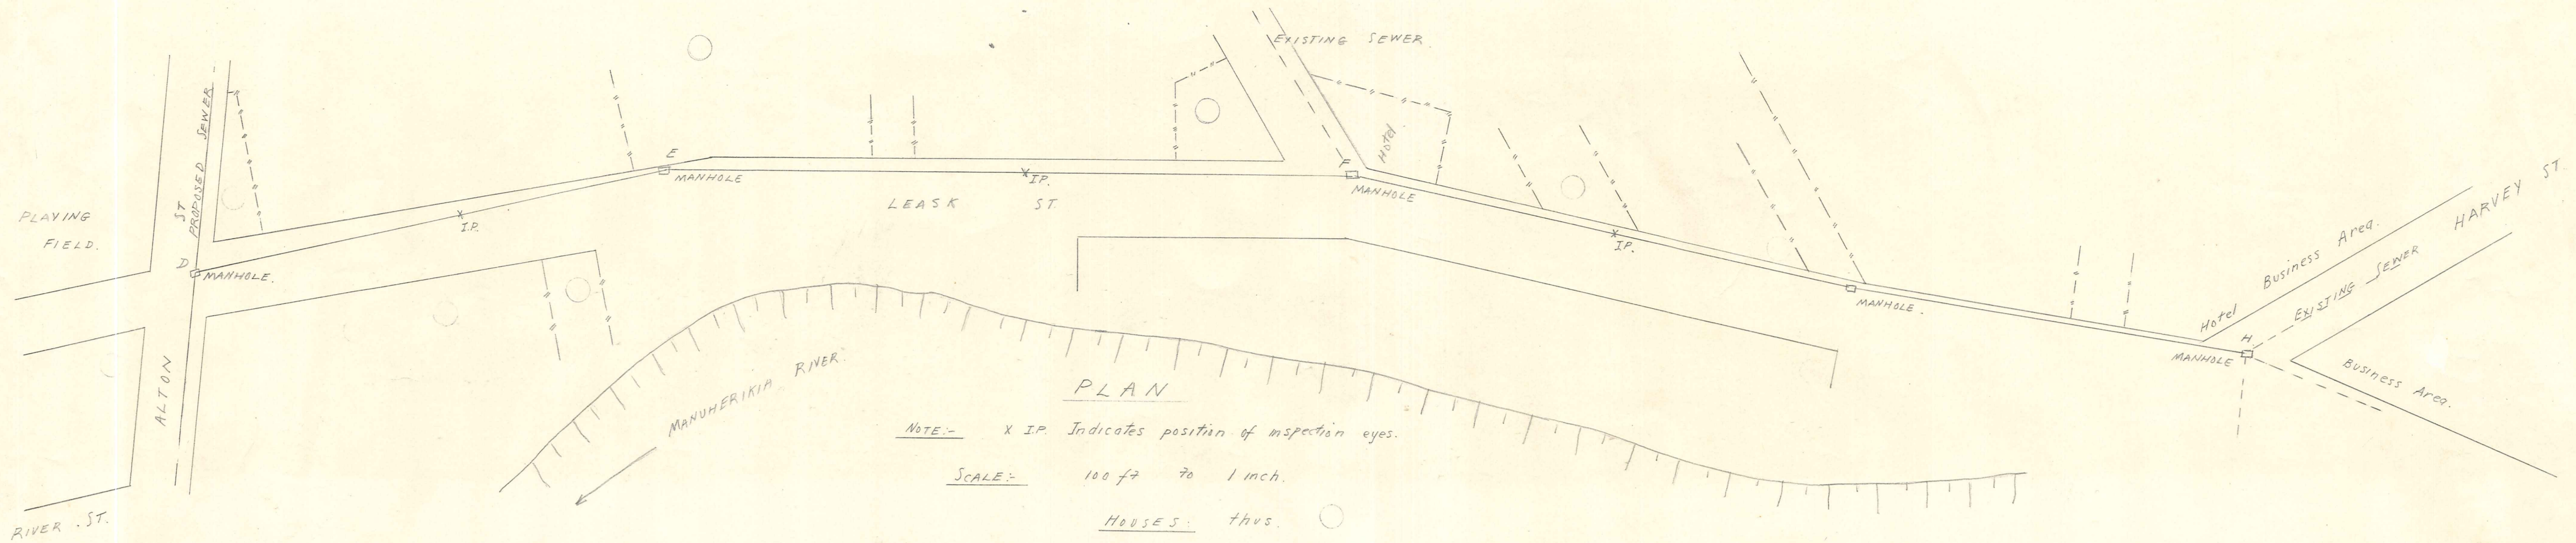 EXISTING SEWER.
PROPOSED SEWER
ST
PLAYING
FIELD.
D
MANHOLE.
I.P.
E
MANHOLE
I.P.
LEASK ST.
F
MANHOLE
Hotel
I.P.
MANHOLE.
Hotel Business Area.
HARVEY ST.
EXISTING SEWER
H
MANHOLE
Business Area.
ALTON
RIVER . ST.
MANUHERIKIA RIVER.
PLAN
NOTE:- x I.P. Indicates position of inspection eyes.
SCALE:- 100 ft to 1 inch.
HOUSES: thus.